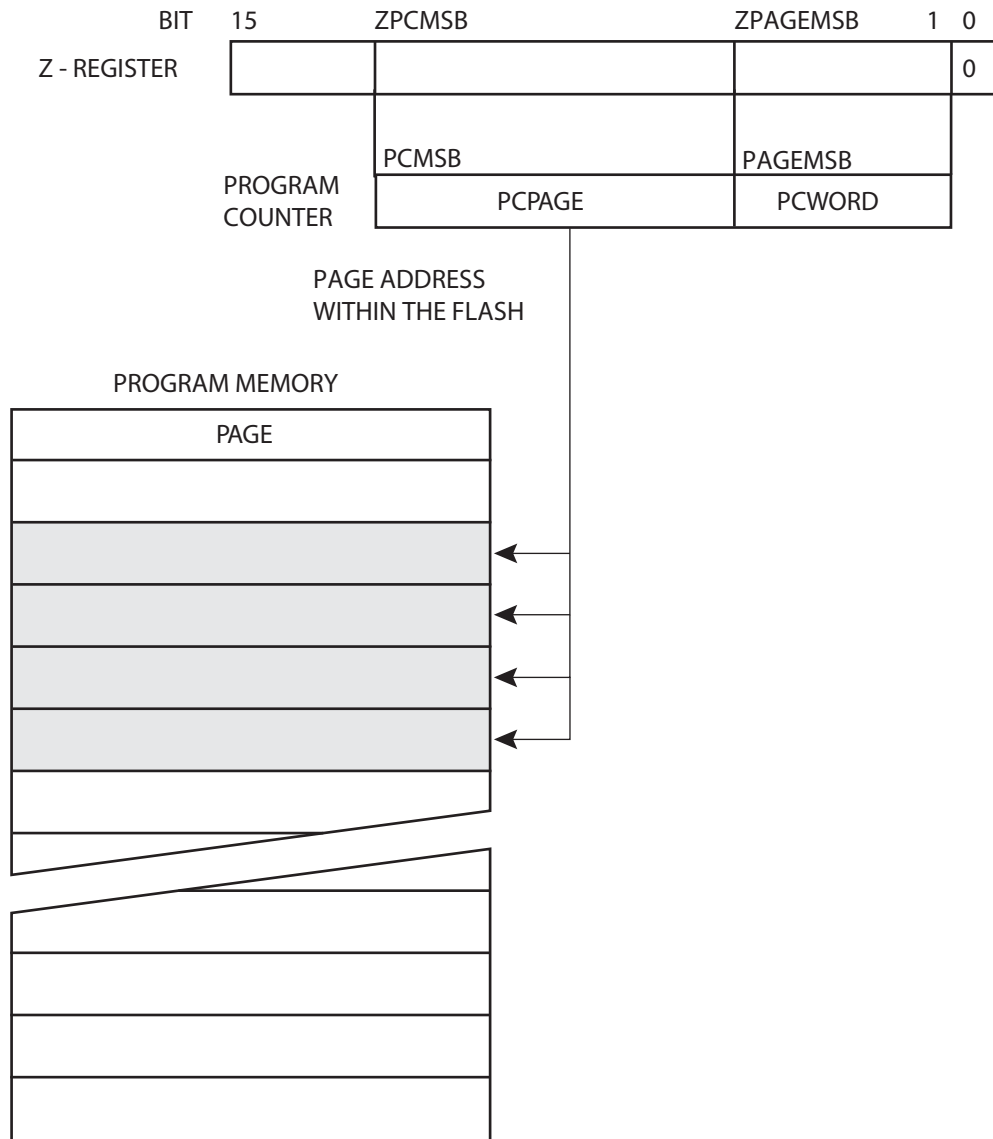 BIT 15 ZPCMSB ZPAGEMSB 1 0
Z - REGISTER 0
PCMSB PAGEMSB
PROGRAM
COUNTER
PCPAGE PCWORD
PAGE ADDRESS
WITHIN THE FLASH
PROGRAM MEMORY
PAGE